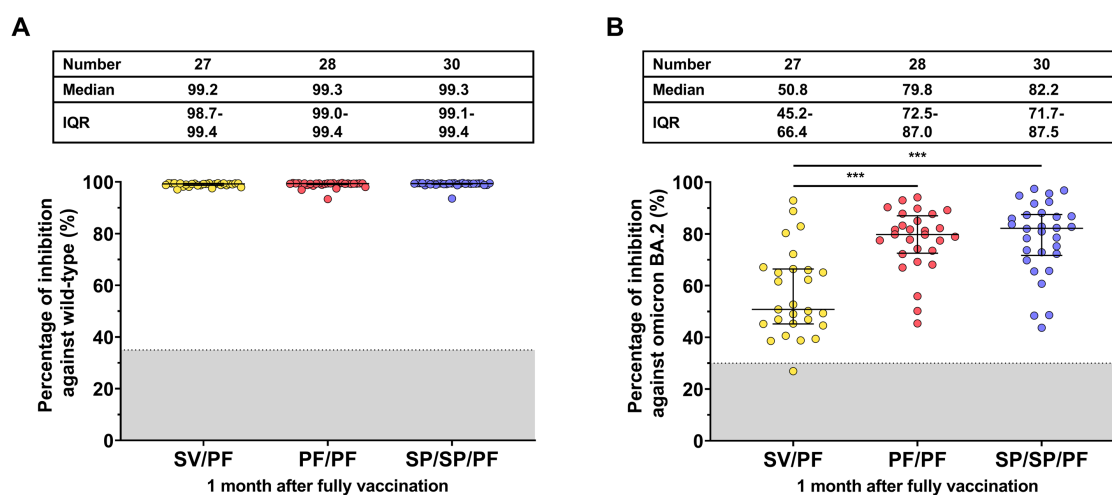 A
Number 27 28 30
Median 99.2 99.3 99.3
IQR 98.7-99.4 99.0-99.4 99.1-99.4
Percentage of inhibition
against wild-type (%)
100
80
60
40
20
0
SV/PF PF/PF SP/SP/PF
1 month after fully vaccination
B
Number 27 28 30
Median 50.8 79.8 82.2
IQR 45.2-66.4 72.5-87.0 71.7-87.5
***
***
Percentage of inhibition
against omicron BA.2 (%)
100
80
60
40
20
0
SV/PF PF/PF SP/SP/PF
1 month after fully vaccination